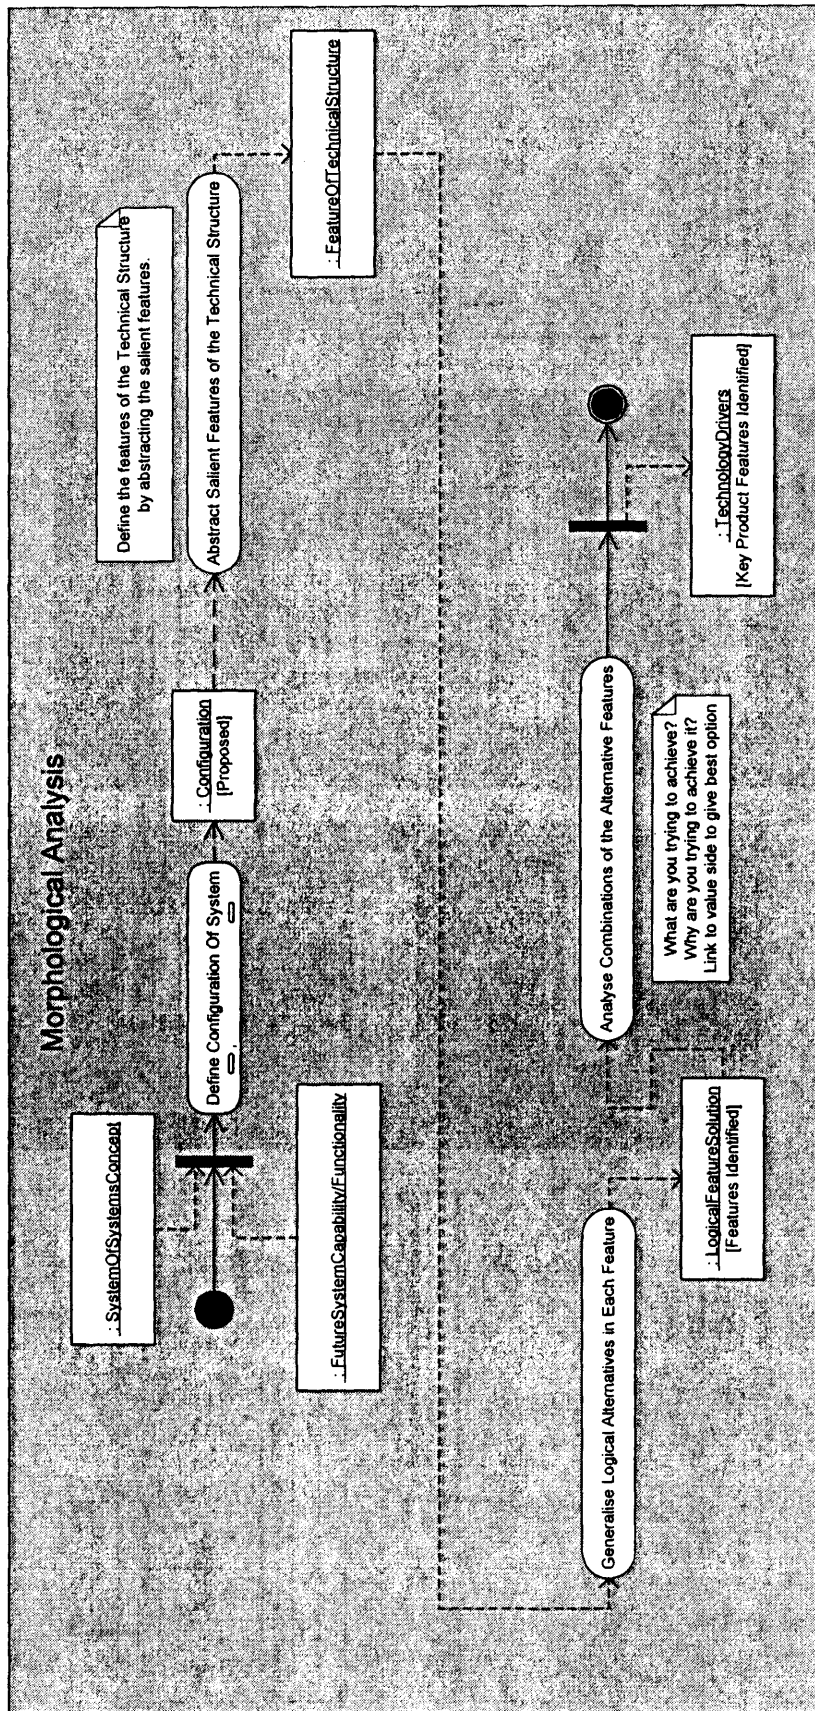 Morphological Analysis
: SystemOfSystemsConcept
: FutureSystemCapability/Functionality
Define Configuration Of System
: Configuration
[Proposed]
Define the features of the Technical Structure
by abstracting the salient features.
Abstract Salient Features of the Technical Structure
: FeatureOfTechnicalStructure
Generalise Logical Alternatives in Each Feature
: LogicalFeatureSolution
[Features Identified]
Analyse Combinations of the Alternative Features
What are you trying to achieve?
Why are you trying to achieve it?
Link to value side to give best option
: TechnologyDrivers
[Key Product Features Identified]